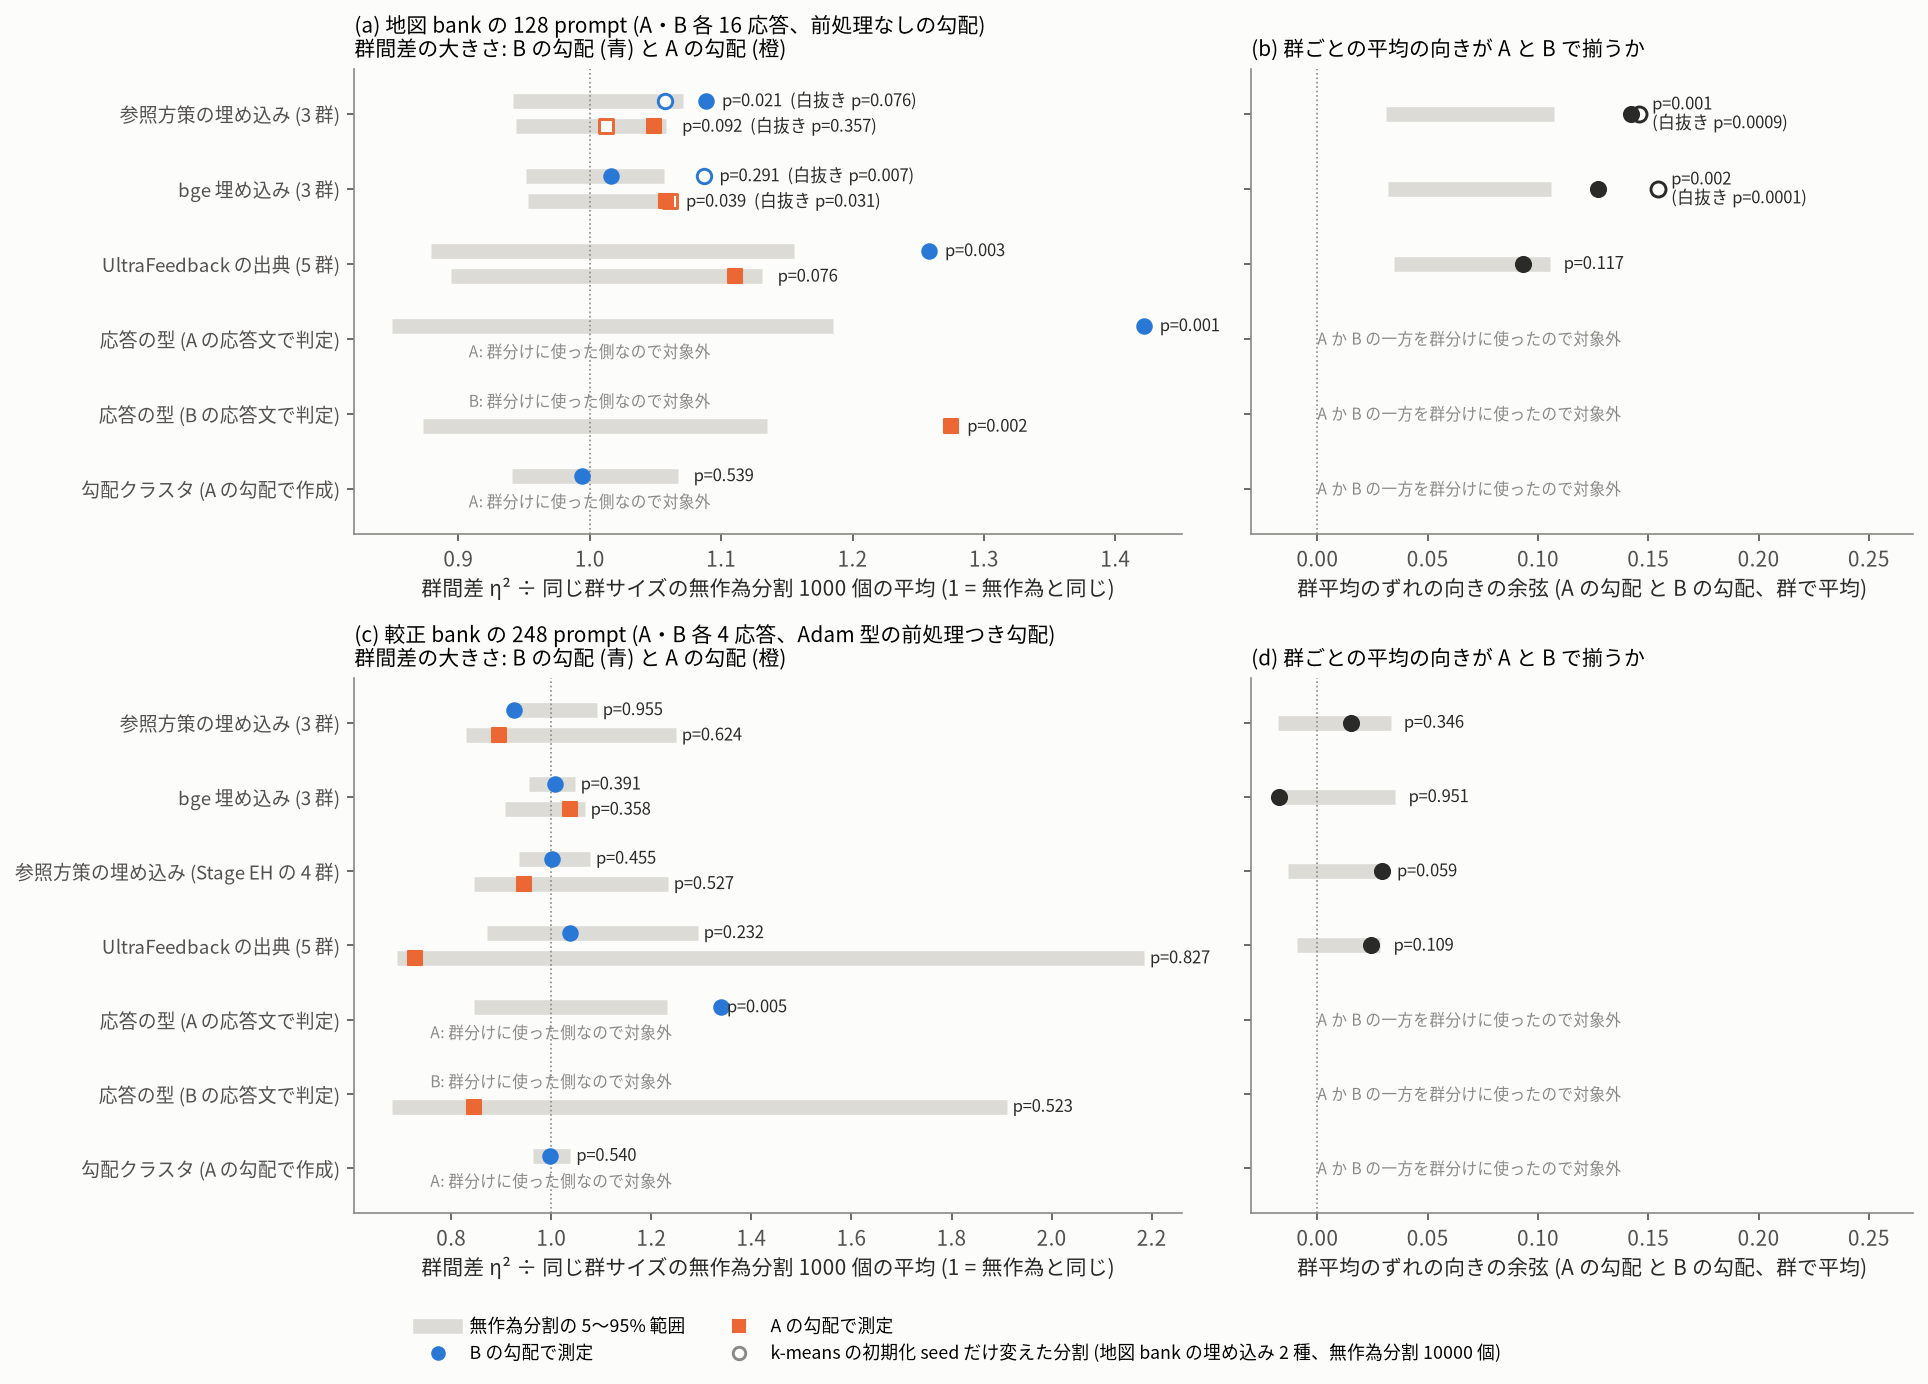 (a) 地図 bank の 128 prompt (A・B 各 16 応答、前処理なしの勾配)
群間差の大きさ: B の勾配 (青) と A の勾配 (橙)
参照方策の埋め込み (3 群)
p=0.021 (白抜き p=0.076)
p=0.092 (白抜き p=0.357)
bge 埋め込み (3 群)
p=0.291 (白抜き p=0.007)
p=0.039 (白抜き p=0.031)
UltraFeedback の出典 (5 群)
p=0.003
p=0.076
応答の型 (A の応答文で判定)
p=0.001
A: 群分けに使った側なので対象外
応答の型 (B の応答文で判定)
B: 群分けに使った側なので対象外
p=0.002
勾配クラスタ (A の勾配で作成)
p=0.539
A: 群分けに使った側なので対象外
0.9 1.0 1.1 1.2 1.3 1.4
群間差 η² ÷ 同じ群サイズの無作為分割 1000 個の平均 (1 = 無作為と同じ)
(b) 群ごとの平均の向きが A と B で揃うか
p=0.001
(白抜き p=0.0009)
p=0.002
(白抜き p=0.0001)
p=0.117
A か B の一方を群分けに使ったので対象外
A か B の一方を群分けに使ったので対象外
A か B の一方を群分けに使ったので対象外
0.00 0.05 0.10 0.15 0.20 0.25
群平均のずれの向きの余弦 (A の勾配 と B の勾配、群で平均)
(c) 較正 bank の 248 prompt (A・B 各 4 応答、Adam 型の前処理つき勾配)
群間差の大きさ: B の勾配 (青) と A の勾配 (橙)
参照方策の埋め込み (3 群)
p=0.955
p=0.624
bge 埋め込み (3 群)
p=0.391
p=0.358
参照方策の埋め込み (Stage EH の 4 群)
p=0.455
p=0.527
UltraFeedback の出典 (5 群)
p=0.232
p=0.827
応答の型 (A の応答文で判定)
p=0.005
A: 群分けに使った側なので対象外
応答の型 (B の応答文で判定)
B: 群分けに使った側なので対象外
p=0.523
勾配クラスタ (A の勾配で作成)
p=0.540
A: 群分けに使った側なので対象外
0.8 1.0 1.2 1.4 1.6 1.8 2.0 2.2
群間差 η² ÷ 同じ群サイズの無作為分割 1000 個の平均 (1 = 無作為と同じ)
(d) 群ごとの平均の向きが A と B で揃うか
p=0.346
p=0.951
p=0.059
p=0.109
A か B の一方を群分けに使ったので対象外
A か B の一方を群分けに使ったので対象外
A か B の一方を群分けに使ったので対象外
0.00 0.05 0.10 0.15 0.20 0.25
群平均のずれの向きの余弦 (A の勾配 と B の勾配、群で平均)
無作為分割の 5～95% 範囲
B の勾配で測定
A の勾配で測定
k-means の初期化 seed だけ変えた分割 (地図 bank の埋め込み 2 種、無作為分割 10000 個)